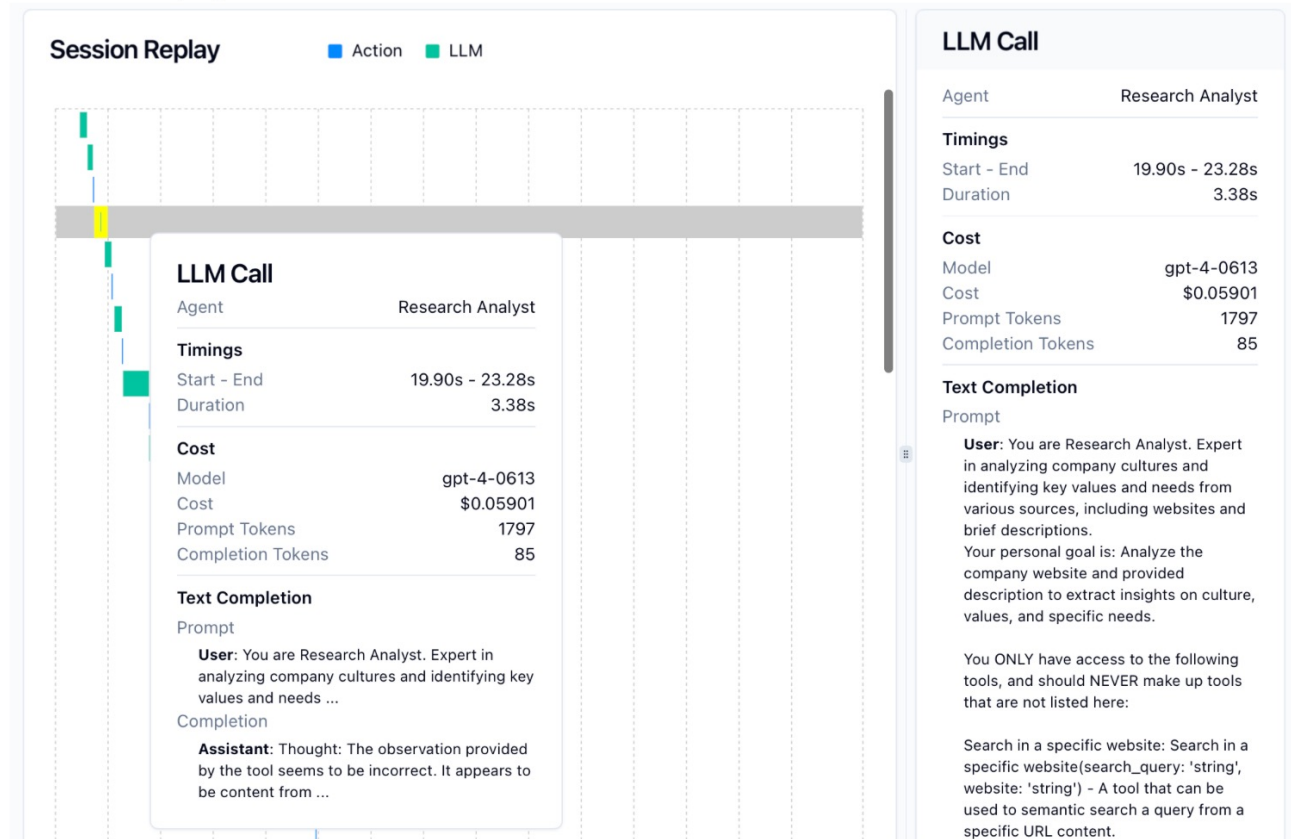 Session Replay
Action
LLM
LLM Call
Agent
Research Analyst
Timings
Start - End
19.90s - 23.28s
Duration
3.38s
Cost
Model
gpt-4-0613
Cost
$0.05901
Prompt Tokens
1797
Completion Tokens
85
Text Completion
Prompt
User: You are Research Analyst. Expert in
analyzing company cultures and identifying key
values and needs ...
Completion
Assistant: Thought: The observation provided
by the tool seems to be incorrect. It appears to
be content from ...
LLM Call
Agent
Research Analyst
Timings
Start - End
19.90s - 23.28s
Duration
3.38s
Cost
Model
gpt-4-0613
Cost
$0.05901
Prompt Tokens
1797
Completion Tokens
85
Text Completion
Prompt
User: You are Research Analyst. Expert
in analyzing company cultures and
identifying key values and needs from
various sources, including websites and
brief descriptions.
Your personal goal is: Analyze the
company website and provided
description to extract insights on culture,
values, and specific needs.
You ONLY have access to the following
tools, and should NEVER make up tools
that are not listed here:
Search in a specific website: Search in a
specific website(search_query: 'string',
website: 'string') - A tool that can be
used to semantic search a query from a
specific URL content.